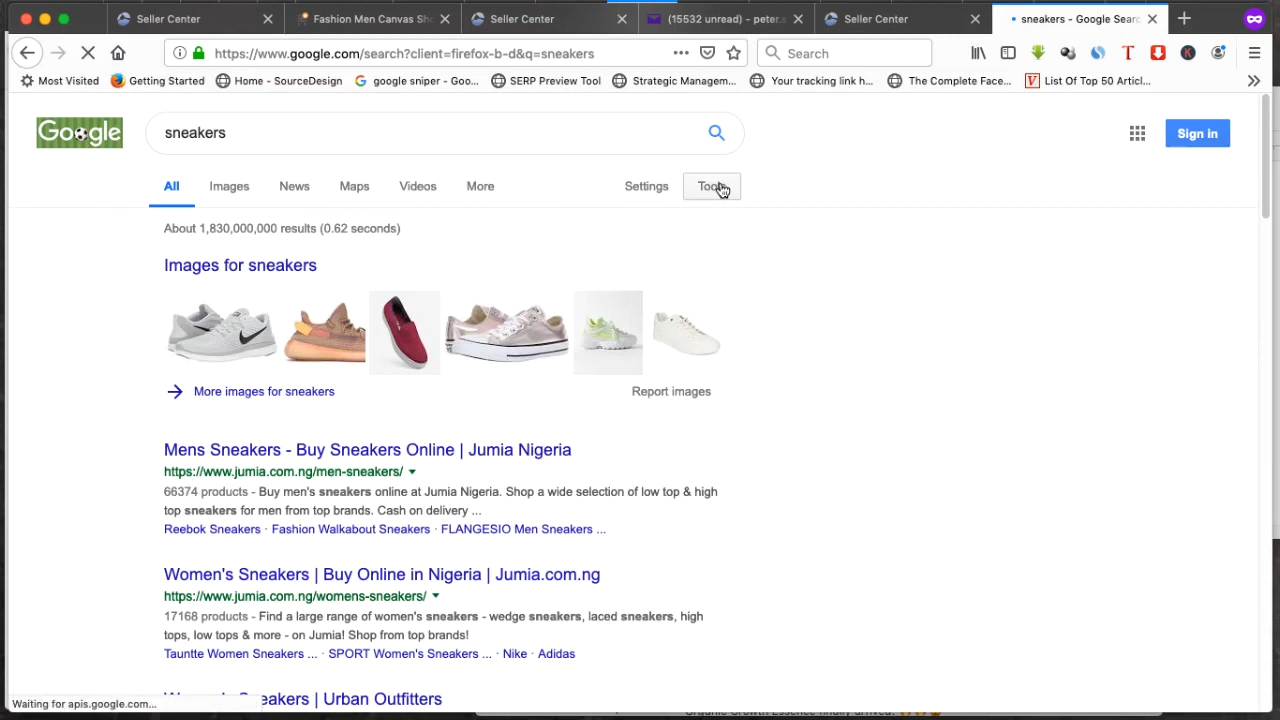 Seller Center
Fashion Men Canvas Sho
Seller Center
(15532 unread) - peter.s
Seller Center
sneakers - Google Searc
https://www.google.com/search?client=firefox-b-d&q=sneakers
Search
Most Visited
Getting Started
Home - SourceDesign
google sniper - Goo...
SERP Preview Tool
Strategic Managem...
Your tracking link h...
The Complete Face...
List Of Top 50 Articl...
Google
sneakers
Sign in
All
Images
News
Maps
Videos
More
Settings
Tools
About 1,830,000,000 results (0.62 seconds)
Images for sneakers
More images for sneakers
Report images
Mens Sneakers - Buy Sneakers Online | Jumia Nigeria
https://www.jumia.com.ng/men-sneakers/
66374 products - Buy men's sneakers online at Jumia Nigeria. Shop a wide selection of low top & high
top sneakers for men from top brands. Cash on delivery ...
Reebok Sneakers · Fashion Walkabout Sneakers · FLANGESIO Men Sneakers ...
Women's Sneakers | Buy Online in Nigeria | Jumia.com.ng
https://www.jumia.com.ng/womens-sneakers/
17168 products - Find a large range of women's sneakers - wedge sneakers, laced sneakers, high
tops, low tops & more - on Jumia! Shop from top brands!
Tauntte Women Sneakers ... · SPORT Women's Sneakers ... · Nike · Adidas
Women's Sneakers | Urban Outfitters
Waiting for apis.google.com...